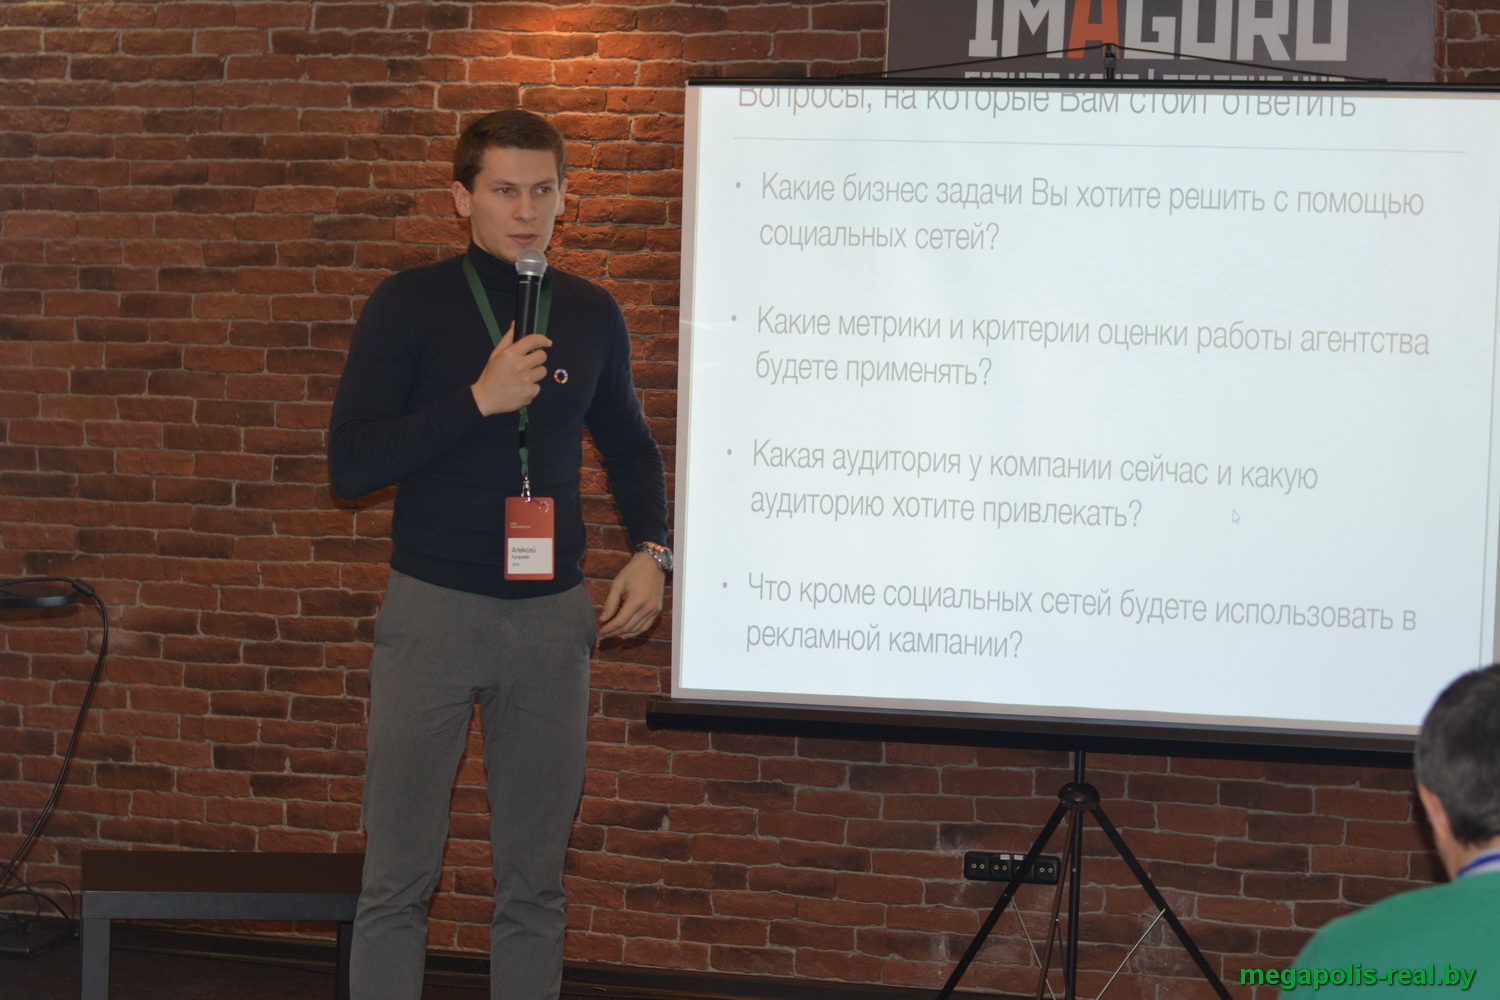 IMAGURU
Вопросы, на которые Вам стоит ответить
• Какие бизнес задачи Вы хотите решить с помощью
социальных сетей?
• Какие метрики и критерии оценки работы агентства
будете применять?
• Какая аудитория у компании сейчас и какую
аудиторию хотите привлекать?
• Что кроме социальных сетей будете использовать в
рекламной кампании?
Алексей
megapolis-real.by